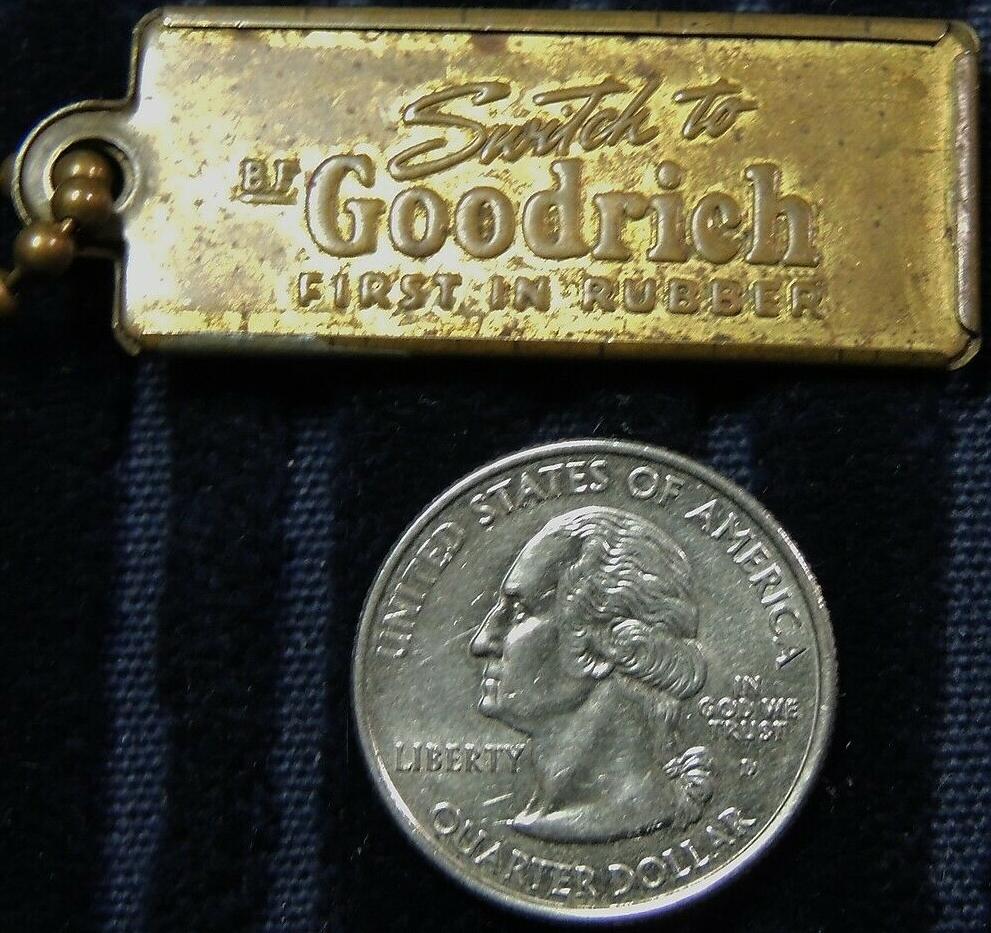 Switch to
BF Goodrich
FIRST IN RUBBER
UNITED STATES OF AMERICA
IN
GOD WE
TRUST
LIBERTY
QUARTER DOLLAR